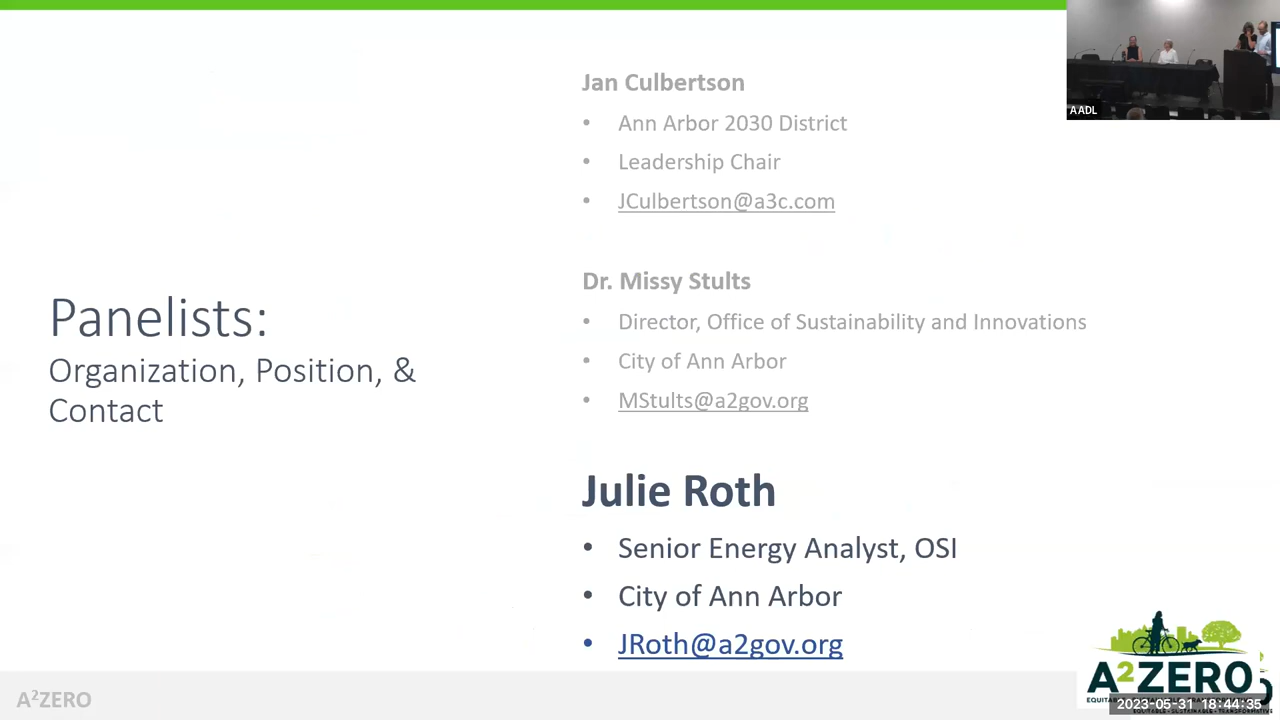 Jan Culbertson
• Ann Arbor 2030 District
• Leadership Chair
• JCulbertson@a3c.com
Dr. Missy Stults
• Director, Office of Sustainability and Innovations
• City of Ann Arbor
• MStults@a2gov.org
Panelists:
Organization, Position, &
Contact
Julie Roth
• Senior Energy Analyst, OSI
• City of Ann Arbor
• JRoth@a2gov.org
AADL
A²ZERO
A²ZERO
2023-05-31 18:44:35